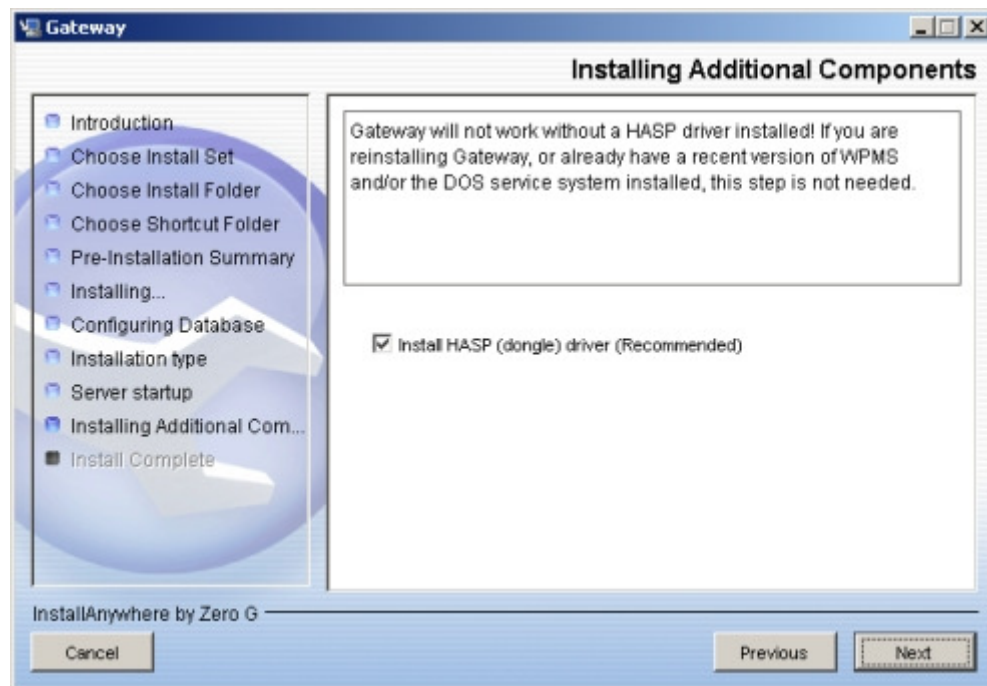 Gateway
Installing Additional Components
Introduction
Choose Install Set
Choose Install Folder
Choose Shortcut Folder
Pre-Installation Summary
Installing...
Configuring Database
Installation type
Server startup
Installing Additional Com...
Install Complete
Gateway will not work without a HASP driver installed! If you are
reinstalling Gateway, or already have a recent version of WPMS
and/or the DOS service system installed, this step is not needed.
Install HASP (dongle) driver (Recommended)
InstallAnywhere by Zero G
Cancel
Previous
Next